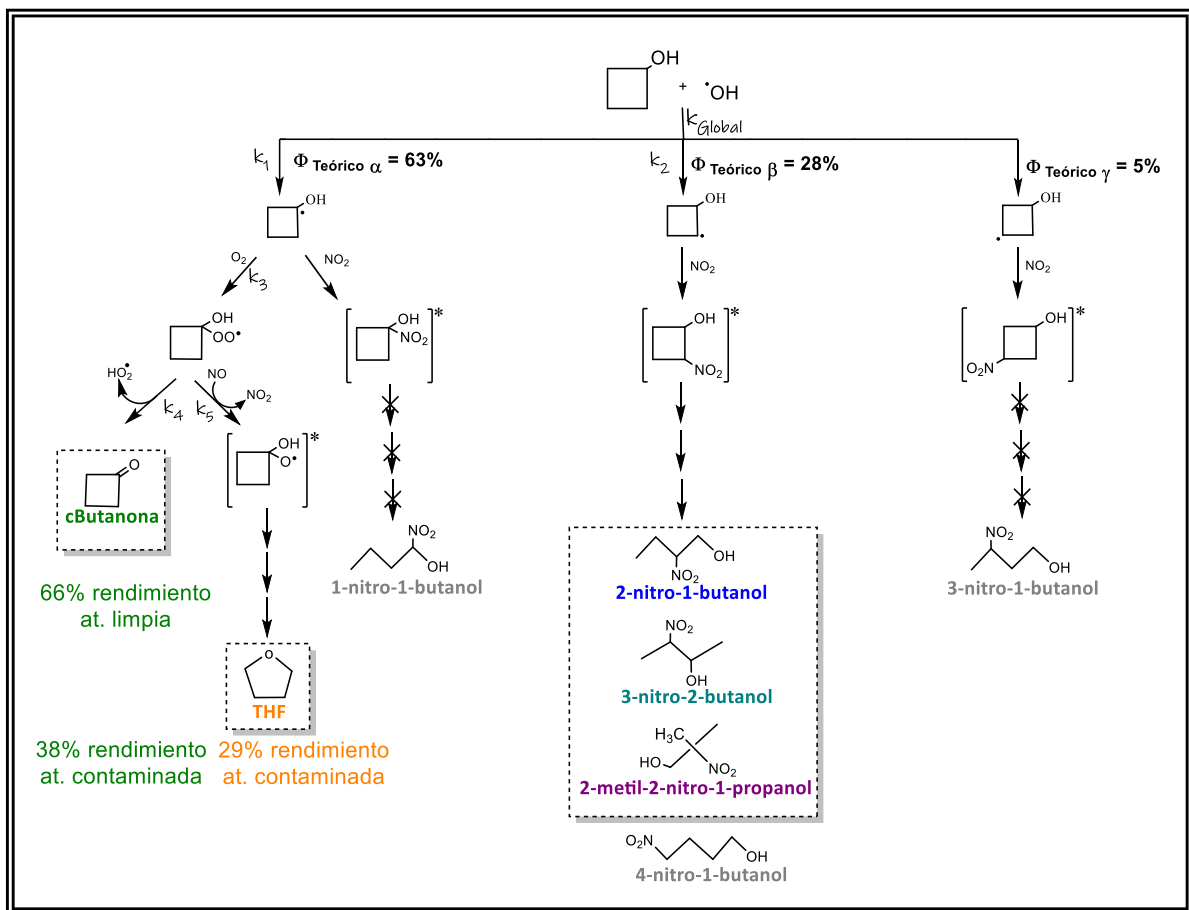 OH
+ •OH
kGlobal
k1
Φ Teórico α = 63%
k2
Φ Teórico β = 28%
Φ Teórico γ = 5%
OH
•
OH
•
OH
•
O2
k3
NO2
NO2
NO2
OH
OO•
OH
NO2
*
OH
NO2
*
OH
O2N
*
HO2•
k4
NO
k5
NO2
OH
O•
*
O
cButanona
NO2
OH
1-nitro-1-butanol
66% rendimiento
at. limpia
OH
NO2
2-nitro-1-butanol
NO2
OH
3-nitro-1-butanol
NO2
OH
3-nitro-2-butanol
O
THF
H3C
HO
NO2
2-metil-2-nitro-1-propanol
38% rendimiento
at. contaminada
29% rendimiento
at. contaminada
O2N
OH
4-nitro-1-butanol